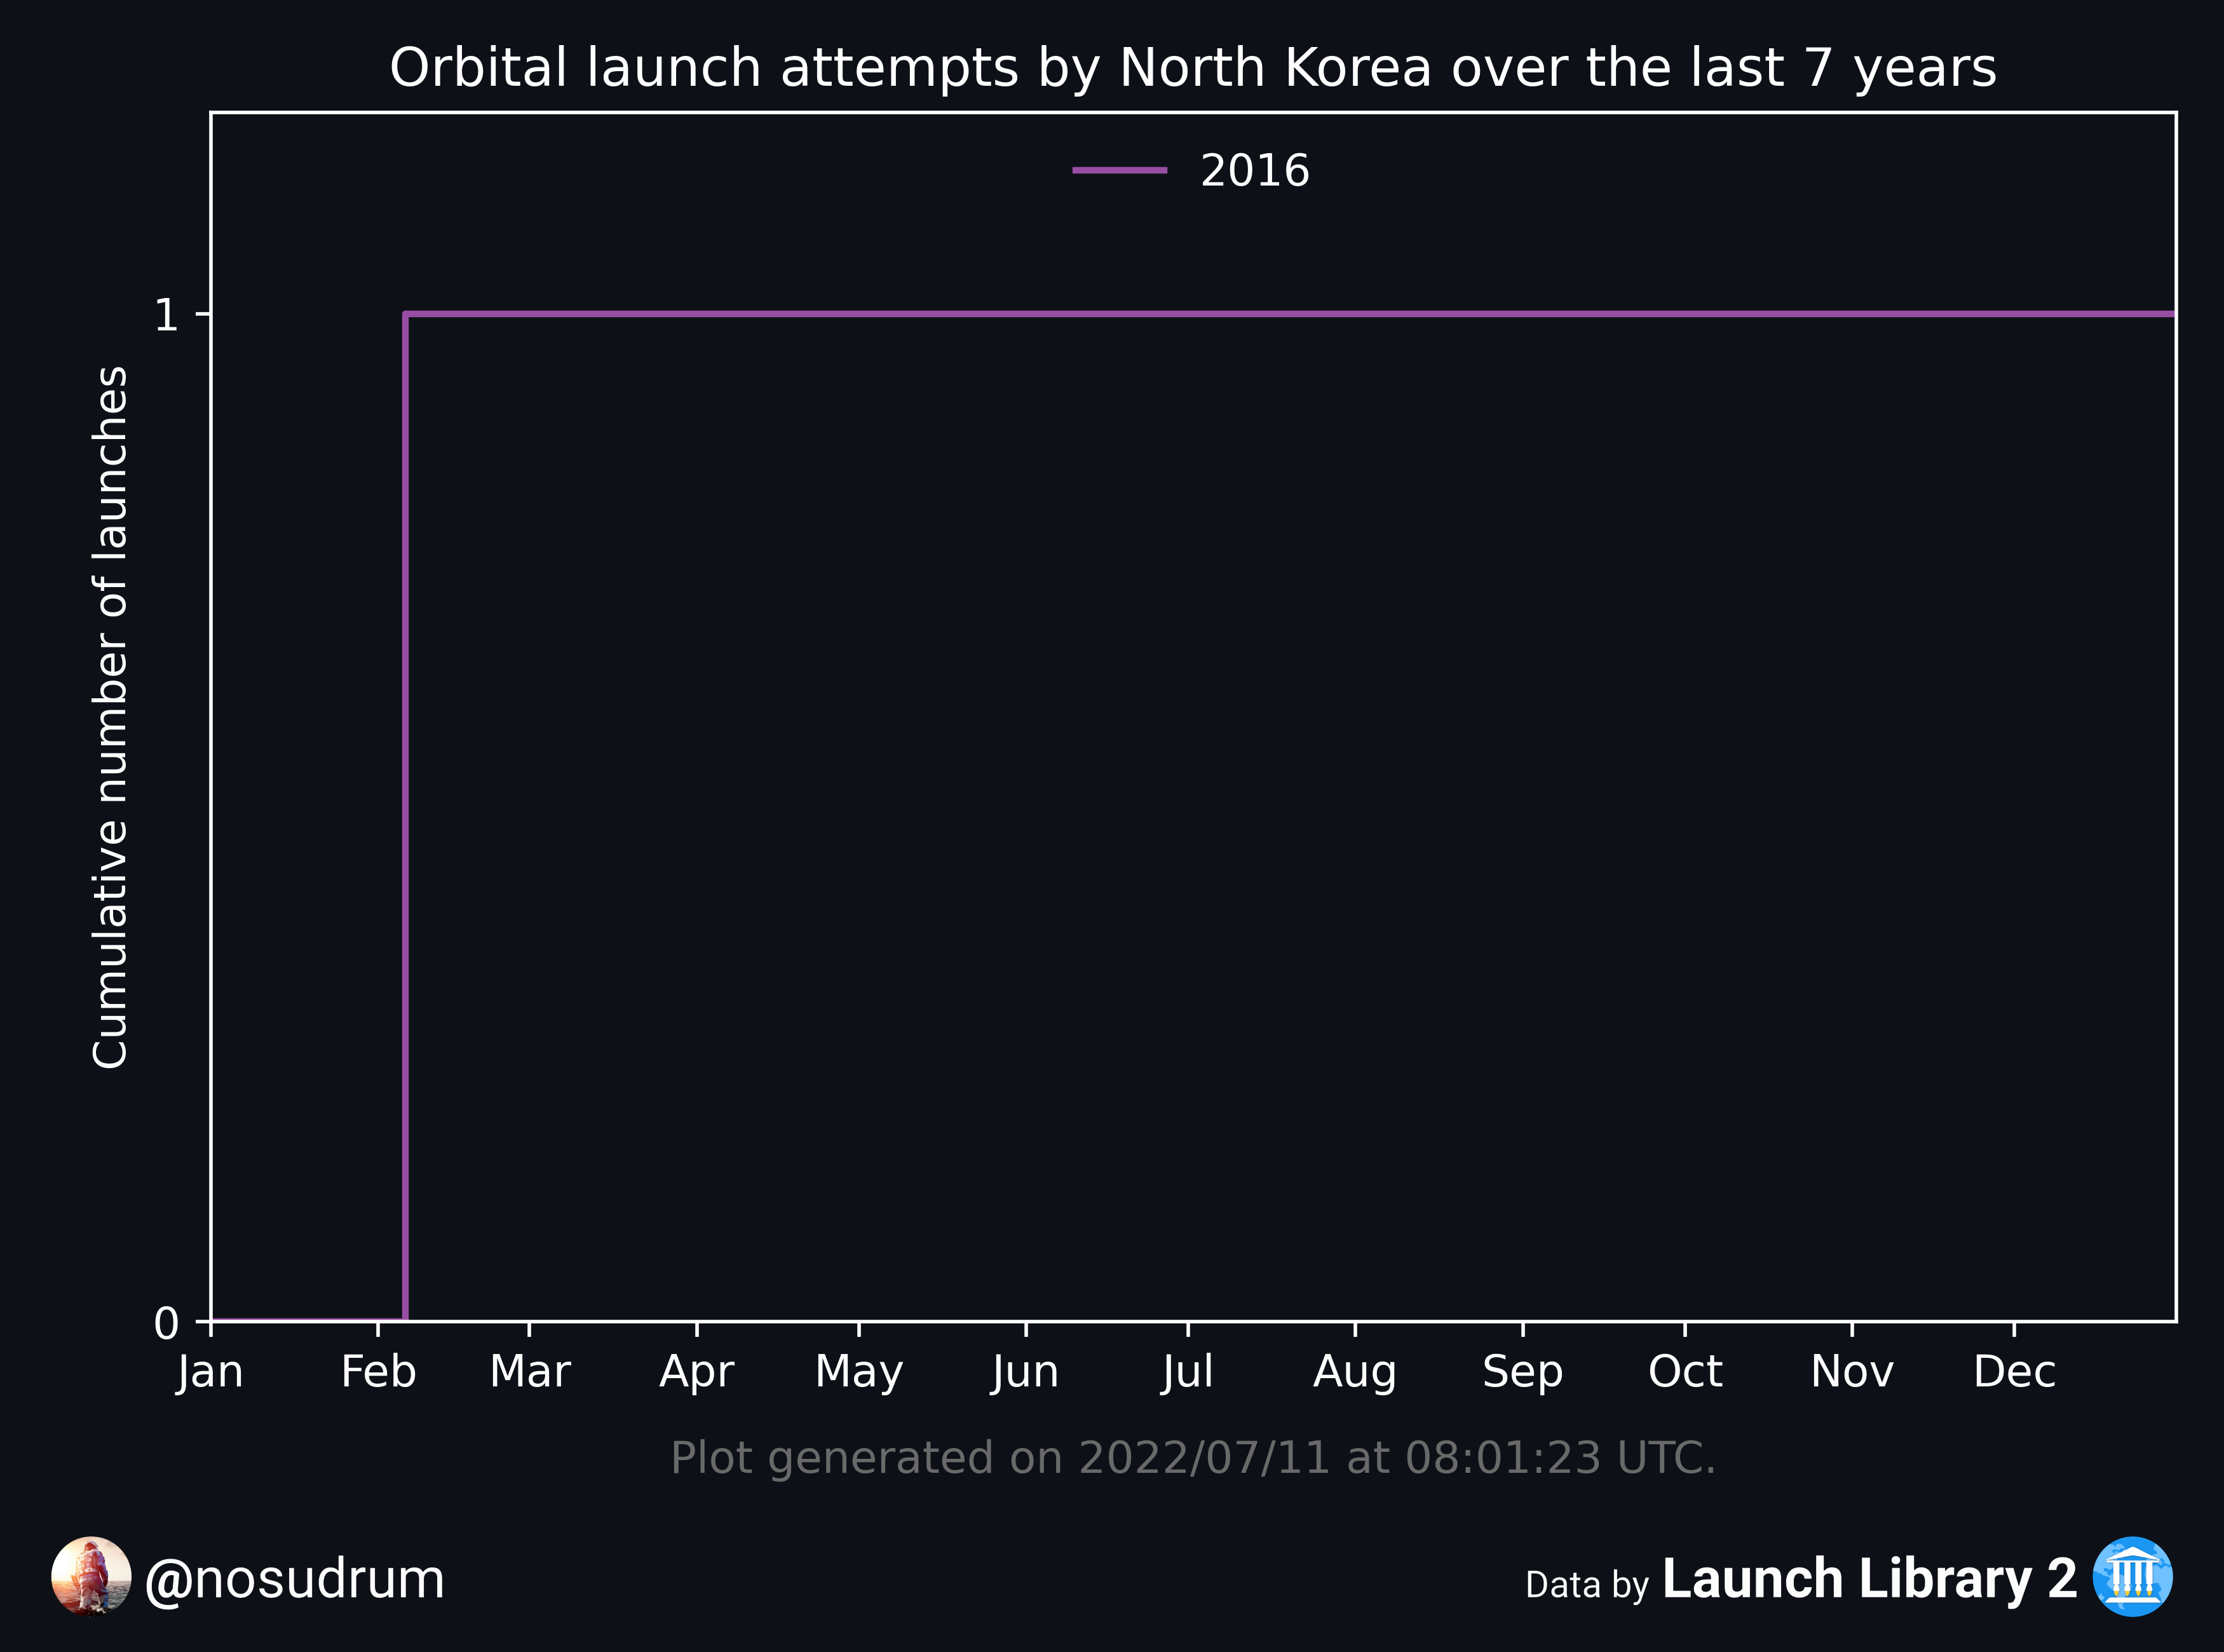 Orbital launch attempts by North Korea over the last 7 years
2016
Cumulative number of launches
1
0
Jan Feb Mar Apr May Jun Jul Aug Sep Oct Nov Dec
Plot generated on 2022/07/11 at 08:01:23 UTC.
@nosudrum
Data by Launch Library 2